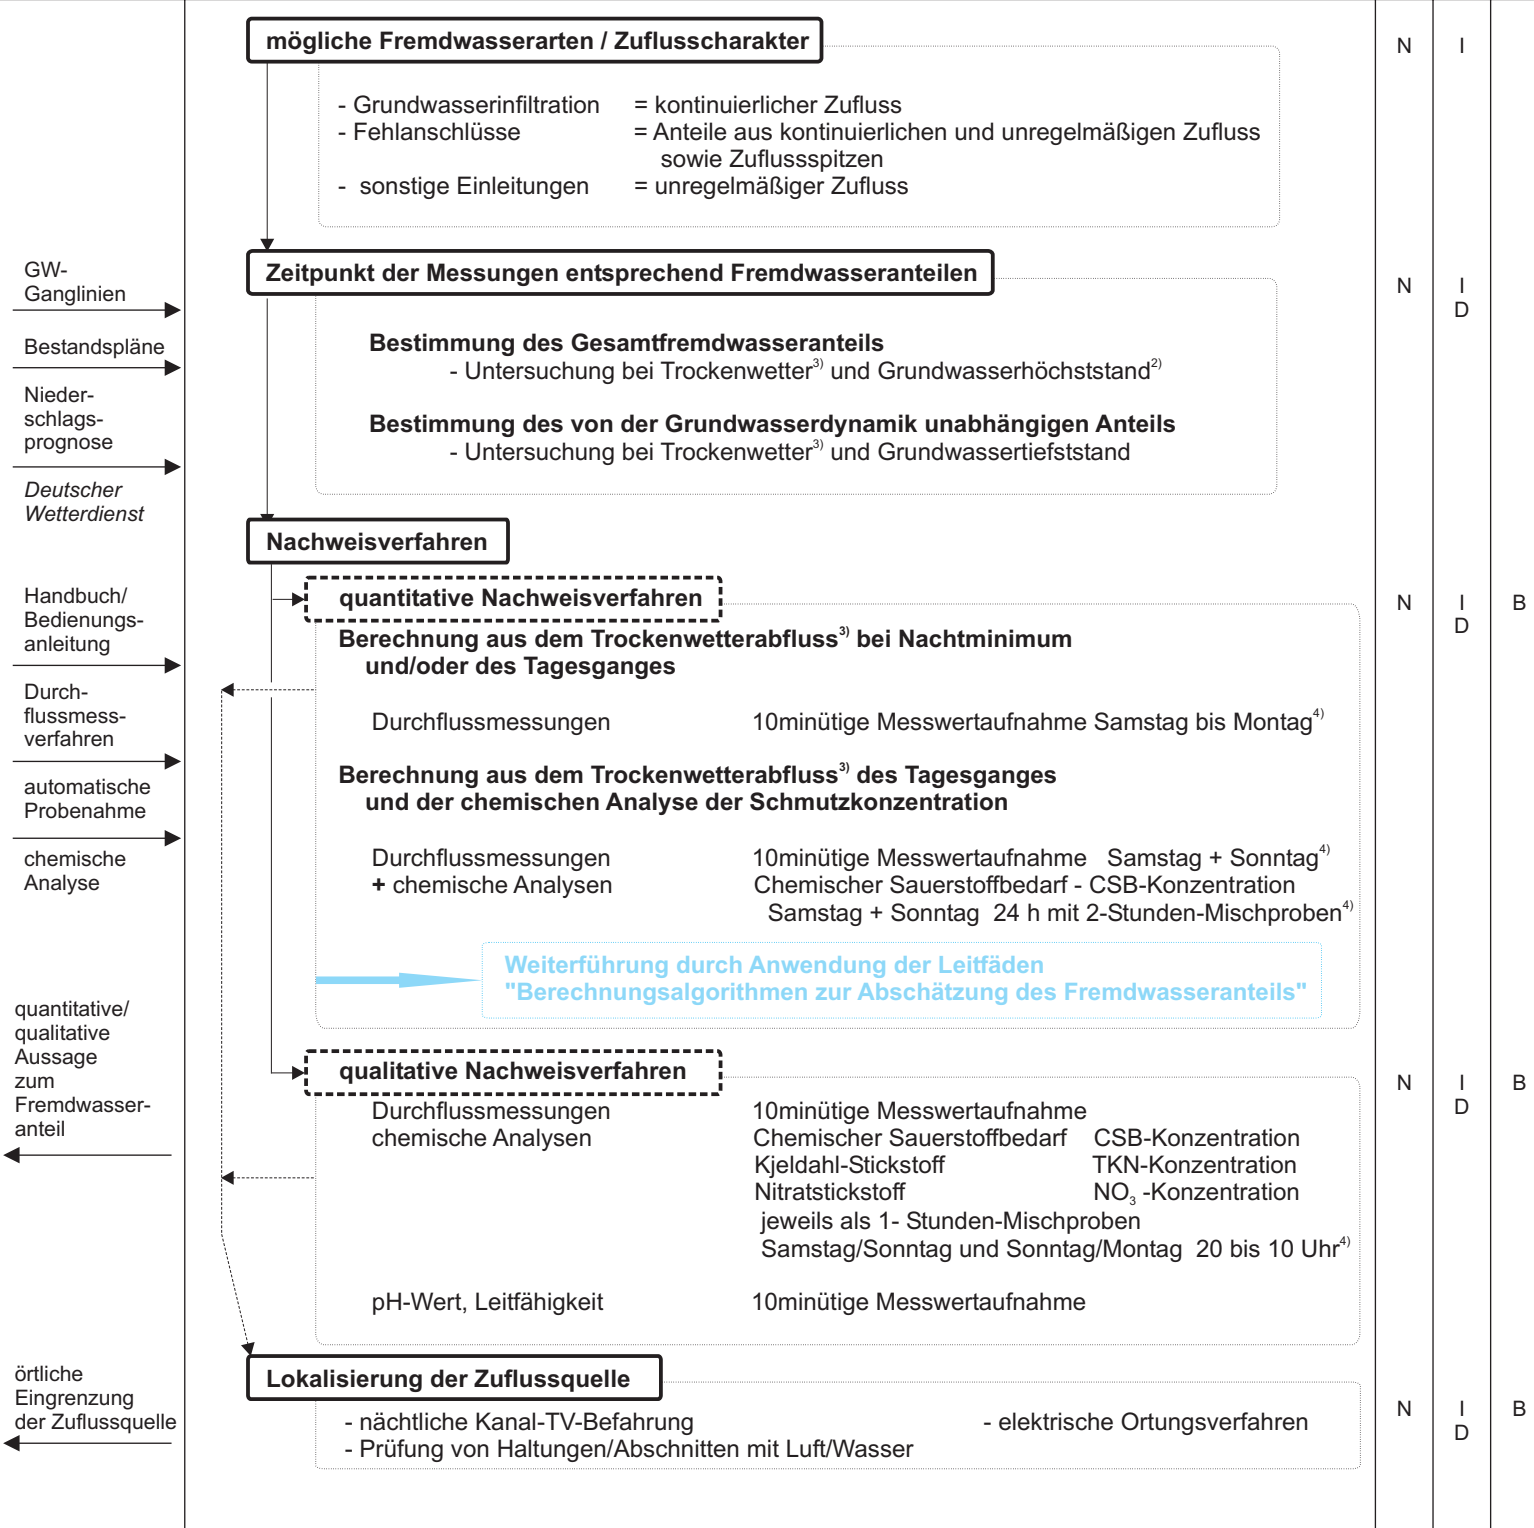 mögliche Fremdwasserarten / Zuflusscharakter
N I
- Grundwasserinfiltration = kontinuierlicher Zufluss
- Fehlanschlüsse = Anteile aus kontinuierlichen und unregelmäßigen Zufluss
sowie Zuflussspitzen
- sonstige Einleitungen = unregelmäßiger Zufluss
GW-
Ganglinien
Bestandspläne
Nieder-
schlags-
prognose
Deutscher
Wetterdienst
Zeitpunkt der Messungen entsprechend Fremdwasseranteilen
N I
D
Bestimmung des Gesamtfremdwasseranteils
- Untersuchung bei Trockenwetter³⁾ und Grundwasserhöchststand²⁾
Bestimmung des von der Grundwasserdynamik unabhängigen Anteils
- Untersuchung bei Trockenwetter³⁾ und Grundwassertiefststand
Nachweisverfahren
Handbuch/
Bedienungs-
anleitung
Durch-
flussmess-
verfahren
automatische
Probenahme
chemische
Analyse
quantitative Nachweisverfahren
N I B
D
Berechnung aus dem Trockenwetterabfluss³⁾ bei Nachtminimum
und/oder des Tagesganges
Durchflussmessungen 10minütige Messwertaufnahme Samstag bis Montag⁴⁾
Berechnung aus dem Trockenwetterabfluss³⁾ des Tagesganges
und der chemischen Analyse der Schmutzkonzentration
Durchflussmessungen 10minütige Messwertaufnahme Samstag + Sonntag⁴⁾
+ chemische Analysen Chemischer Sauerstoffbedarf - CSB-Konzentration
Samstag + Sonntag 24 h mit 2-Stunden-Mischproben⁴⁾
Weiterführung durch Anwendung der Leitfäden
"Berechnungsalgorithmen zur Abschätzung des Fremdwasseranteils"
quantitative/
qualitative
Aussage
zum
Fremdwasser-
anteil
qualitative Nachweisverfahren
N I B
D
Durchflussmessungen 10minütige Messwertaufnahme
chemische Analysen Chemischer Sauerstoffbedarf CSB-Konzentration
Kjeldahl-Stickstoff TKN-Konzentration
Nitratstickstoff NO₃ -Konzentration
jeweils als 1- Stunden-Mischproben
Samstag/Sonntag und Sonntag/Montag 20 bis 10 Uhr⁴⁾
pH-Wert, Leitfähigkeit 10minütige Messwertaufnahme
örtliche
Eingrenzung
der Zuflussquelle
Lokalisierung der Zuflussquelle
N I B
D
- nächtliche Kanal-TV-Befahrung - elektrische Ortungsverfahren
- Prüfung von Haltungen/Abschnitten mit Luft/Wasser